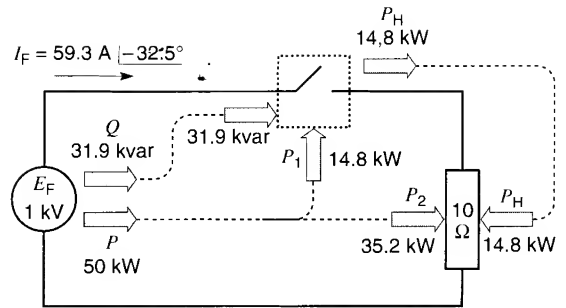 P_H
14,8 kW
I_F = 59.3 A |−32.5°
31.9 kvar
Q
31.9 kvar
P_1 14.8 kW
E_F
1 kV
P
50 kW
P_2
35.2 kW
10
Ω
P_H
14.8 kW